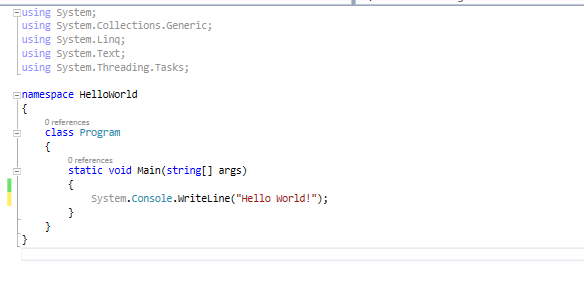 using System;
using System.Collections.Generic;
using System.Linq;
using System.Text;
using System.Threading.Tasks;
namespace HelloWorld
{
0 references
class Program
{
0 references
static void Main(string[] args)
{
System.Console.WriteLine("Hello World!");
}
}
}